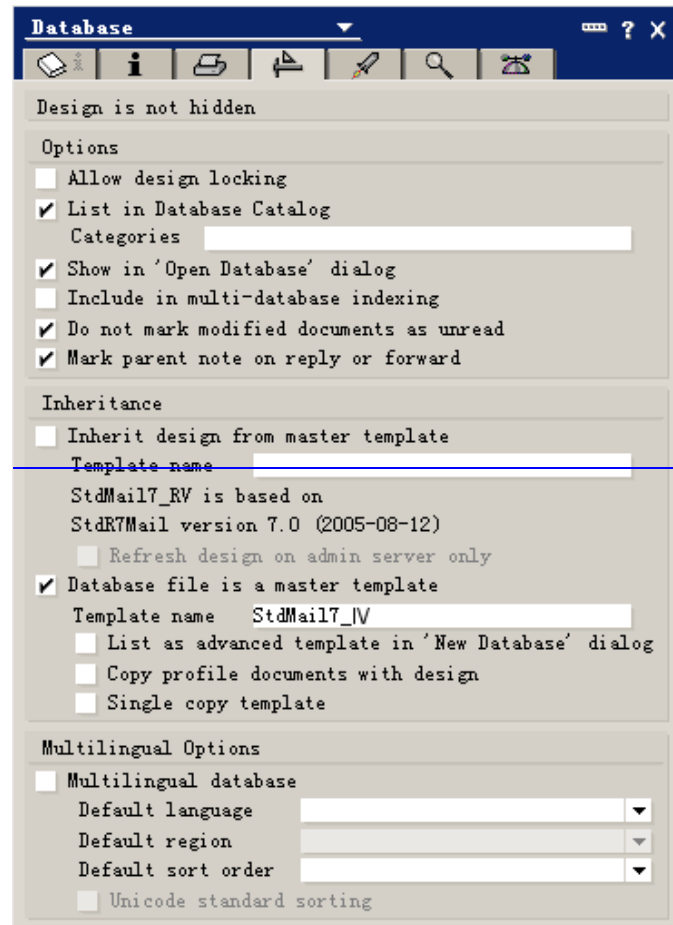 Database
? X
i
Design is not hidden
Options
Allow design locking
List in Database Catalog
Categories
Show in 'Open Database' dialog
Include in multi-database indexing
Do not mark modified documents as unread
Mark parent note on reply or forward
Inheritance
Inherit design from master template
Template name
StdMail7_RV is based on
StdR7Mail version 7.0 (2005-08-12)
Refresh design on admin server only
Database file is a master template
Template name StdMail7_IV
List as advanced template in 'New Database' dialog
Copy profile documents with design
Single copy template
Multilingual Options
Multilingual database
Default language
Default region
Default sort order
Unicode standard sorting